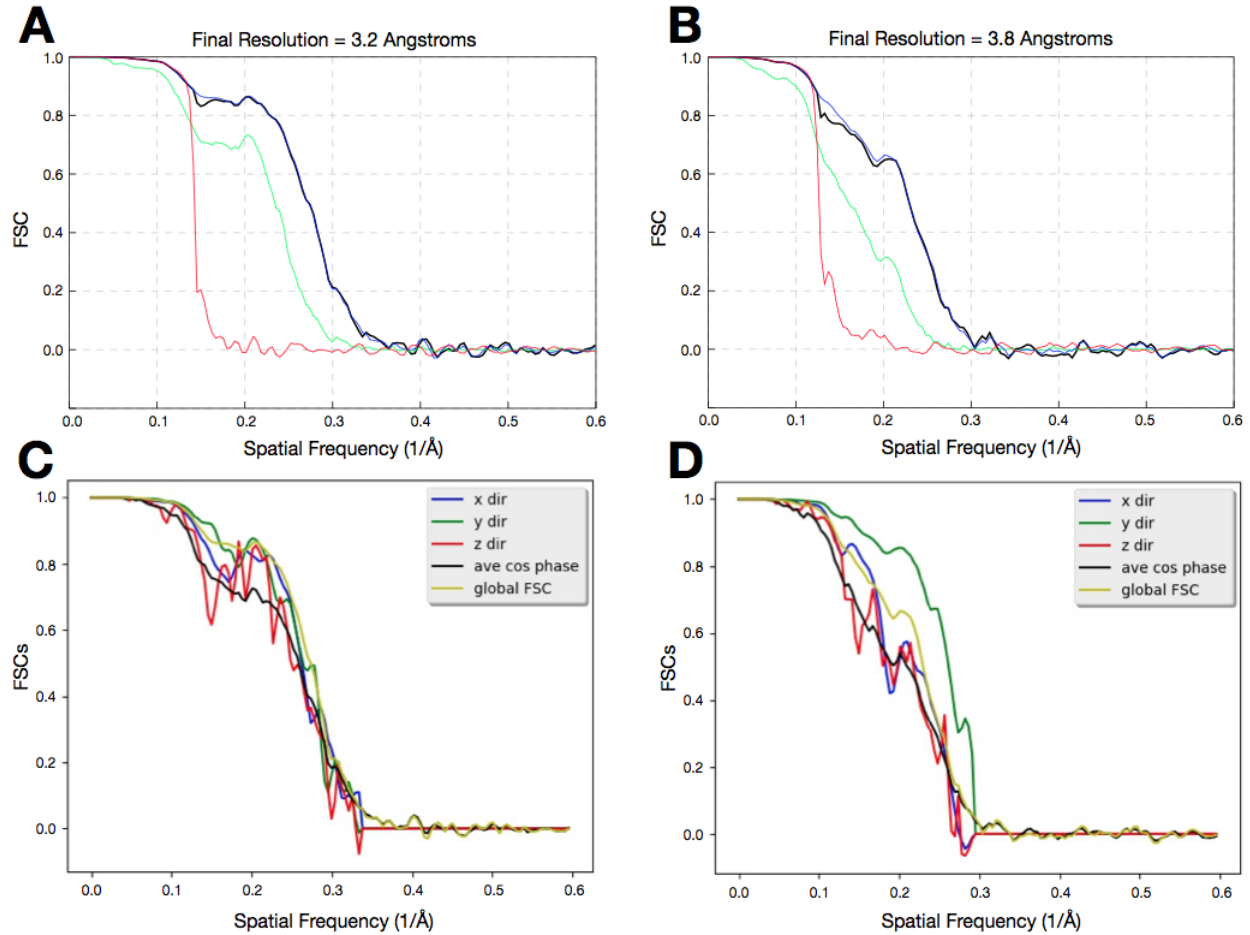 A
Final Resolution = 3.2 Angstroms
1.0
0.8
0.6
0.4
0.2
0.0
FSC
0.0 0.1 0.2 0.3 0.4 0.5 0.6
Spatial Frequency (1/Å)
B
Final Resolution = 3.8 Angstroms
1.0
0.8
0.6
0.4
0.2
0.0
FSC
0.0 0.1 0.2 0.3 0.4 0.5 0.6
Spatial Frequency (1/Å)
C
1.0
0.8
0.6
0.4
0.2
0.0
FSCs
x dir
y dir
z dir
ave cos phase
global FSC
0.0 0.1 0.2 0.3 0.4 0.5 0.6
Spatial Frequency (1/Å)
D
1.0
0.8
0.6
0.4
0.2
0.0
FSCs
x dir
y dir
z dir
ave cos phase
global FSC
0.0 0.1 0.2 0.3 0.4 0.5 0.6
Spatial Frequency (1/Å)